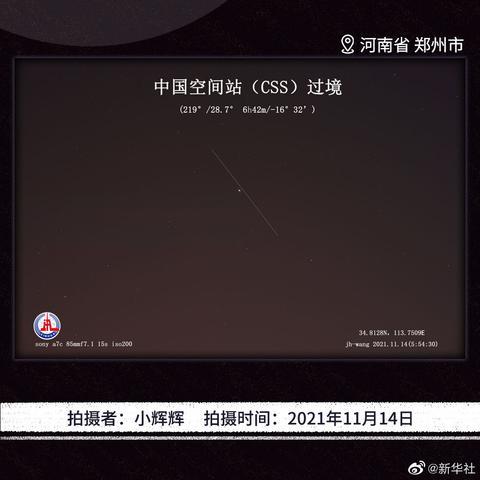 河南省 郑州市
中国空间站（CSS）过境
(219°/28.7° 6h42m/-16°32′)
34.8128N, 113.7509E
sony a7c 85mmf7.1 15s iso200
jh-wang 2021.11.14(5:54:30)
拍摄者：小辉辉 拍摄时间：2021年11月14日
@新华社